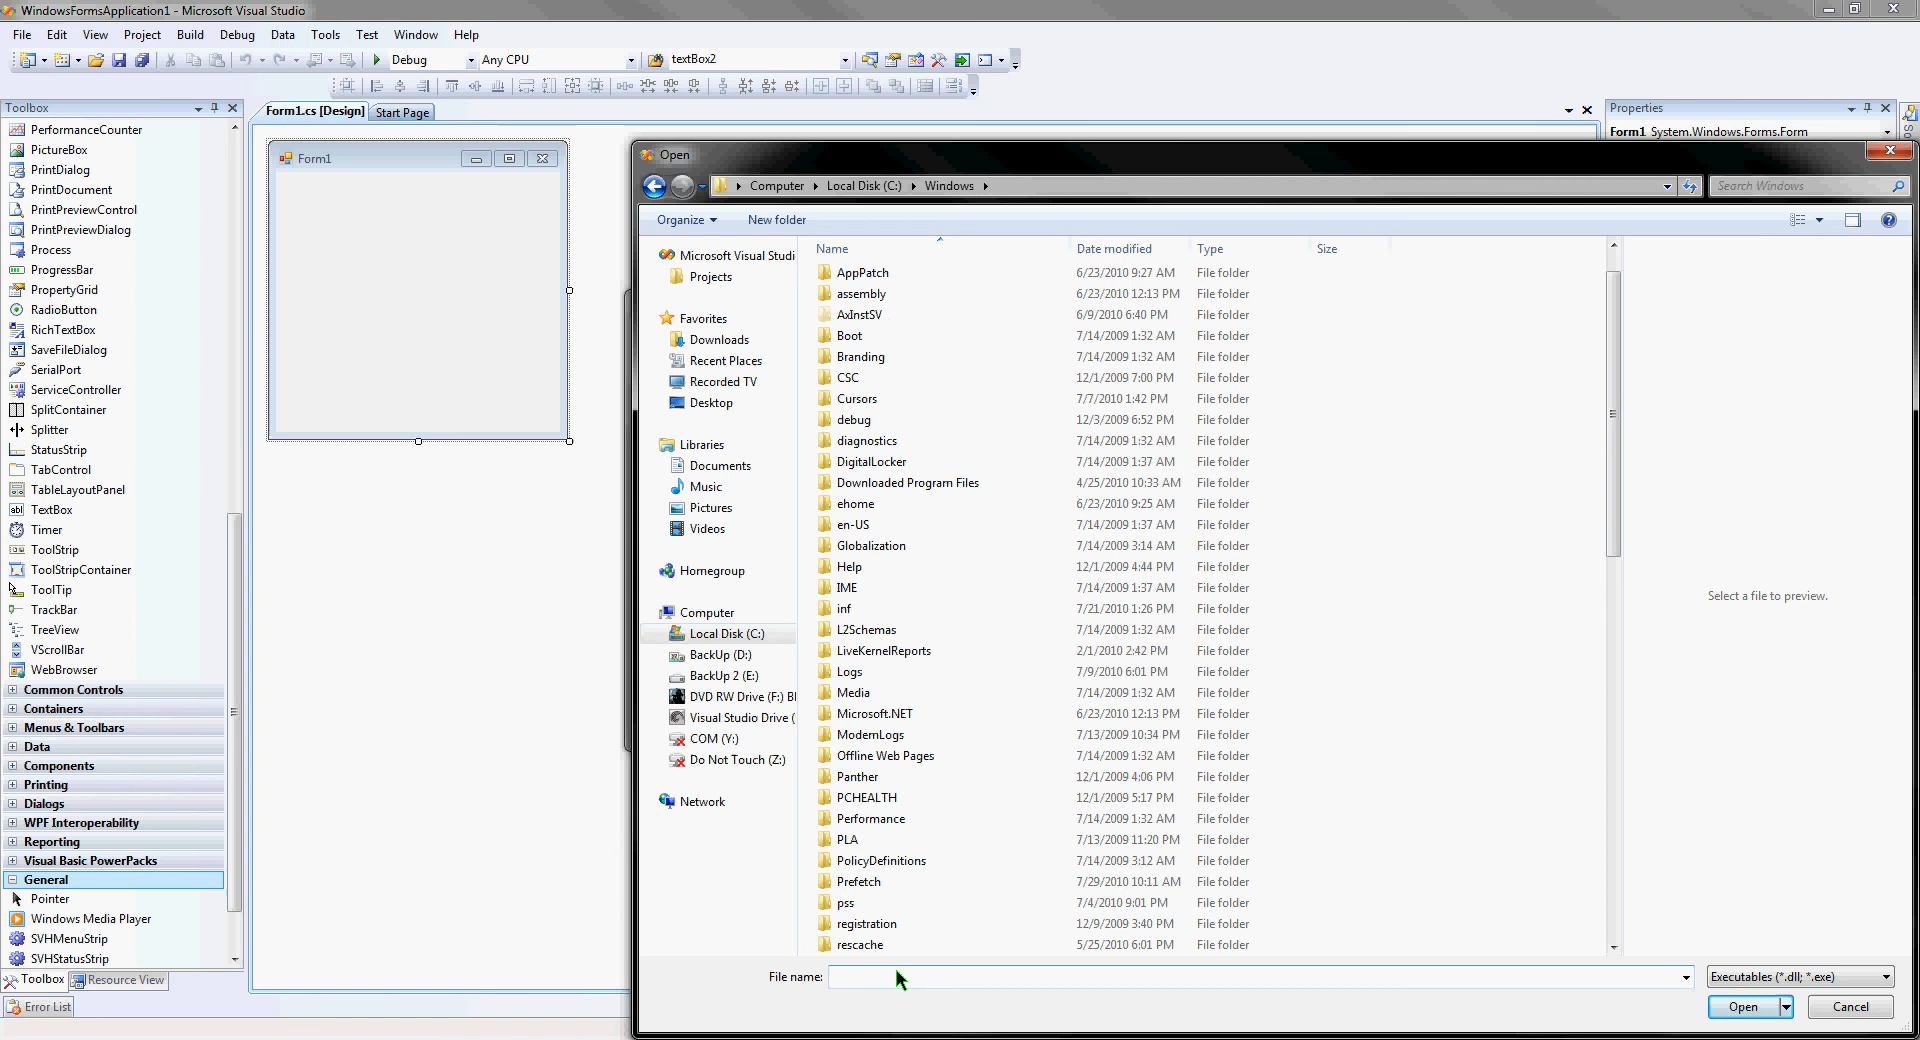 WindowsFormsApplication1 - Microsoft Visual Studio
File Edit View Project Build Debug Data Tools Test Window Help
Debug Any CPU textBox2
Toolbox
PerformanceCounter
PictureBox
PrintDialog
PrintDocument
PrintPreviewControl
PrintPreviewDialog
Process
ProgressBar
PropertyGrid
RadioButton
RichTextBox
SaveFileDialog
SerialPort
ServiceController
SplitContainer
Splitter
StatusStrip
TabControl
TableLayoutPanel
TextBox
Timer
ToolStrip
ToolStripContainer
ToolTip
TrackBar
TreeView
VScrollBar
WebBrowser
Common Controls
Containers
Menus & Toolbars
Data
Components
Printing
Dialogs
WPF Interoperability
Reporting
Visual Basic PowerPacks
General
Pointer
Windows Media Player
SVHMenuStrip
SVHStatusStrip
Toolbox Resource View
Error List
Form1.cs [Design] Start Page
Form1
Properties
Form1 System.Windows.Forms.Form
Open
Computer Local Disk (C:) Windows
Search Windows
Organize New folder
Microsoft Visual Studi
Projects
Favorites
Downloads
Recent Places
Recorded TV
Desktop
Libraries
Documents
Music
Pictures
Videos
Homegroup
Computer
Local Disk (C:)
BackUp (D:)
BackUp 2 (E:)
DVD RW Drive (F:) Bl
Visual Studio Drive (
COM (Y:)
Do Not Touch (Z:)
Network
Name Date modified Type Size
AppPatch 6/23/2010 9:27 AM File folder
assembly 6/23/2010 12:13 PM File folder
AxInstSV 6/9/2010 6:40 PM File folder
Boot 7/14/2009 1:32 AM File folder
Branding 7/14/2009 1:32 AM File folder
CSC 12/1/2009 7:00 PM File folder
Cursors 7/7/2010 1:42 PM File folder
debug 12/3/2009 6:52 PM File folder
diagnostics 7/14/2009 1:32 AM File folder
DigitalLocker 7/14/2009 1:37 AM File folder
Downloaded Program Files 4/25/2010 10:33 AM File folder
ehome 6/23/2010 9:25 AM File folder
en-US 7/14/2009 1:37 AM File folder
Globalization 7/14/2009 3:14 AM File folder
Help 12/1/2009 4:44 PM File folder
IME 7/14/2009 1:37 AM File folder
inf 7/21/2010 1:26 PM File folder
L2Schemas 7/14/2009 1:32 AM File folder
LiveKernelReports 2/1/2010 2:42 PM File folder
Logs 7/9/2010 6:01 PM File folder
Media 7/14/2009 1:32 AM File folder
Microsoft.NET 6/23/2010 12:13 PM File folder
ModemLogs 7/13/2009 10:34 PM File folder
Offline Web Pages 7/14/2009 1:32 AM File folder
Panther 12/1/2009 4:06 PM File folder
PCHEALTH 12/1/2009 5:17 PM File folder
Performance 7/14/2009 1:32 AM File folder
PLA 7/13/2009 11:20 PM File folder
PolicyDefinitions 7/14/2009 3:12 AM File folder
Prefetch 7/29/2010 10:11 AM File folder
pss 7/4/2010 9:01 PM File folder
registration 12/9/2009 3:40 PM File folder
rescache 5/25/2010 6:01 PM File folder
Select a file to preview.
File name: Executables (*.dll; *.exe)
Open Cancel